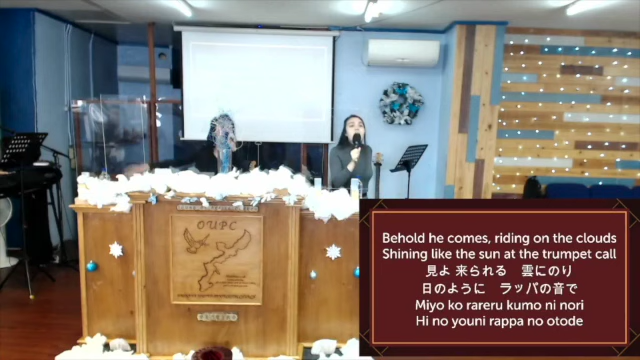 OUPC
Behold he comes, riding on the clouds
Shining like the sun at the trumpet call
見よ 来られる　雲にのり
日のように　ラッパの音で
Miyo ko rareru kumo ni nori
Hi no youni rappa no otode